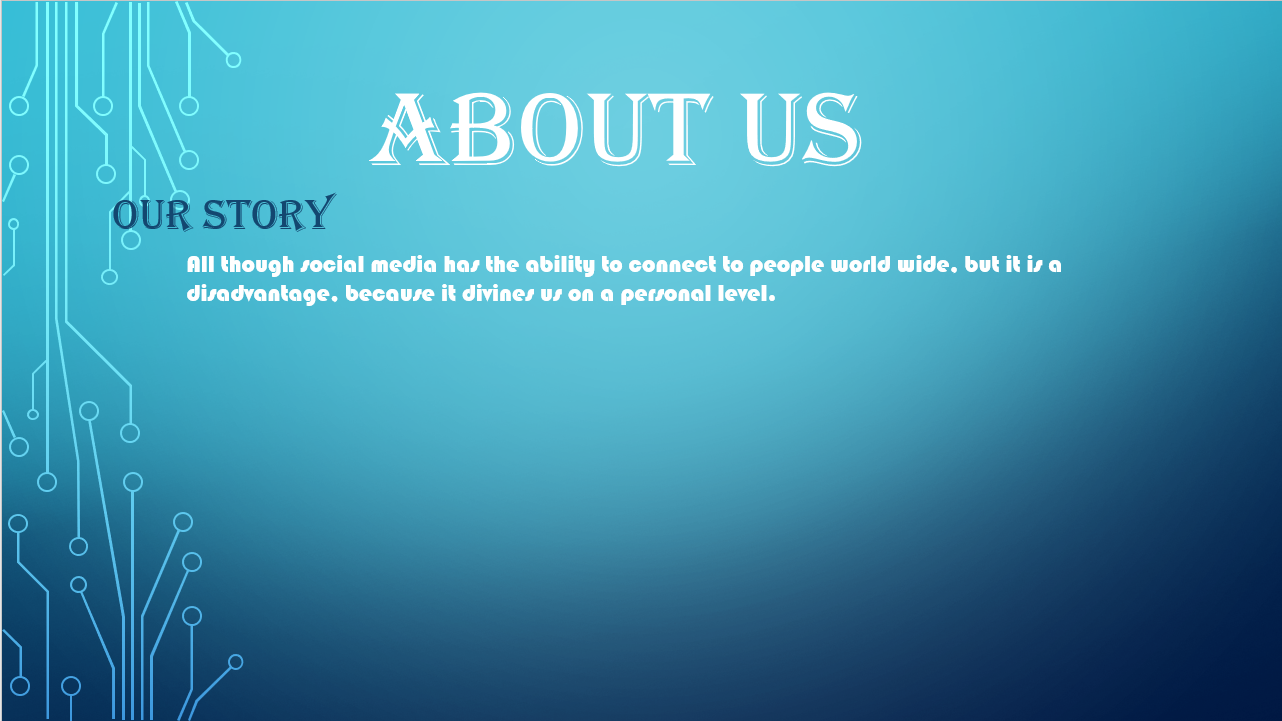 ABOUT US
OUR STORY
All though social media has the ability to connect to people world wide, but it is a
disadvantage, because it divines us on a personal level.